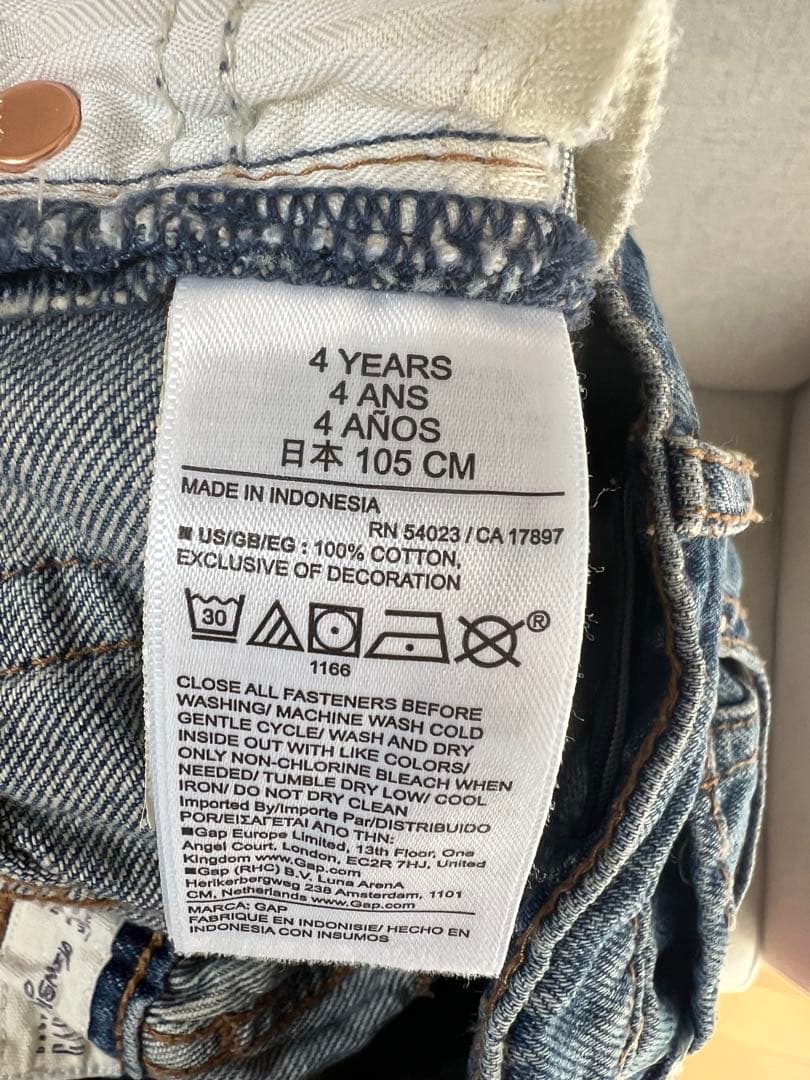 4 YEARS
4 ANS
4 AÑOS
日本 105 CM
MADE IN INDONESIA
RN 54023 / CA 17897
■ US/GB/EG : 100% COTTON,
EXCLUSIVE OF DECORATION
30
®
1166
CLOSE ALL FASTENERS BEFORE
WASHING/ MACHINE WASH COLD
GENTLE CYCLE/ WASH AND DRY
INSIDE OUT WITH LIKE COLORS/
ONLY NON-CHLORINE BLEACH WHEN
NEEDED/ TUMBLE DRY LOW/ COOL
IRON/ DO NOT DRY CLEAN
Imported By/Importe Par/DISTRIBUIDO
POR/ΕΙΣΑΓΕΤΑΙ ΑΠΟ ΤΗΝ:
■Gap Europe Limited, 13th Floor, One
Angel Court, London, EC2R 7HJ, United
Kingdom www.Gap.com
■Gap (RHC) B.V. Luna ArenA
Herikerbergweg 238 Amsterdam, 1101
CM, Netherlands www.Gap.com
MARCA: GAP
FABRIQUE EN INDONISIE/ HECHO EN
INDONESIA CON INSUMOS